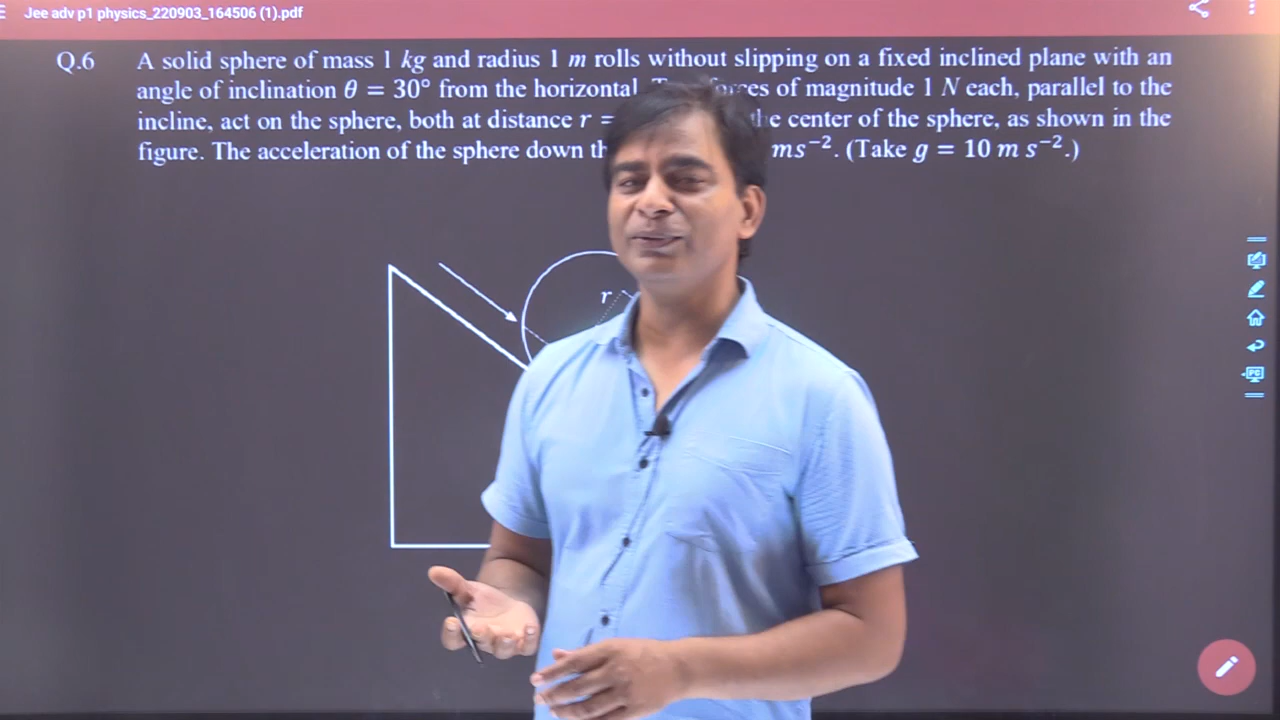 Jee adv p1 physics_220903_164506 (1).pdf
Q.6 A solid sphere of mass 1 kg and radius 1 m rolls without slipping on a fixed inclined plane with an
angle of inclination θ = 30° from the horizontal of magnitude 1 N each, parallel to the
incline, act on the sphere, both at distance r = the center of the sphere, as shown in the
figure. The acceleration of the sphere down ms⁻². (Take g = 10 m s⁻².)
r
PC